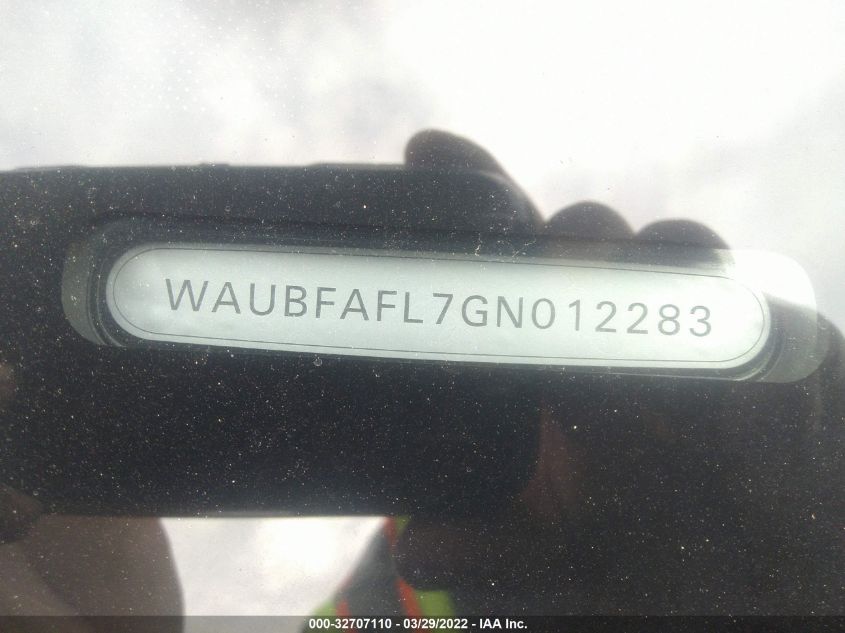 WAUBFAFL7GN012283
000-32707110 - 03/29/2022 - IAA Inc.